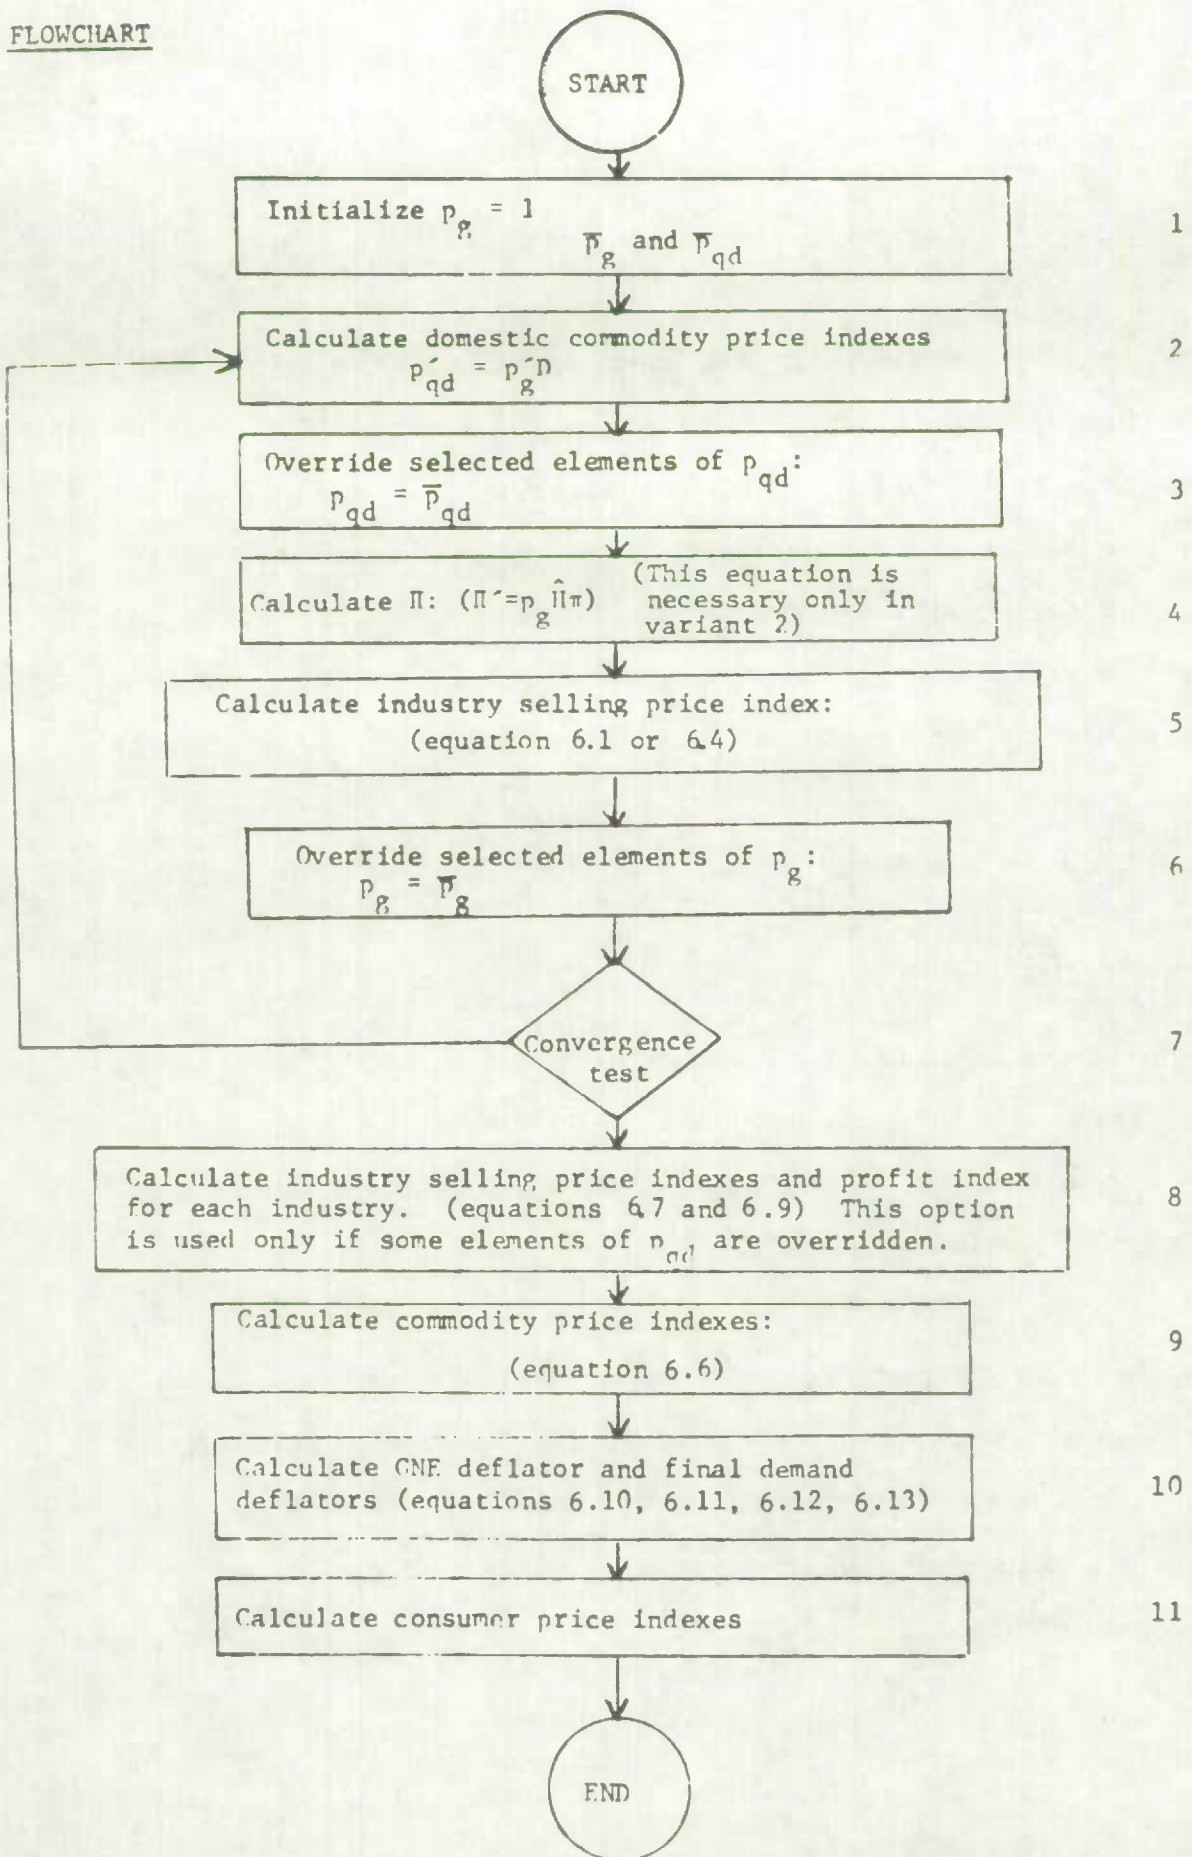 FLOWCHART
START
Initialize p_g = 1
p̄_g and p̄_qd
1
Calculate domestic commodity price indexes
p´_qd = p´_g D
2
Override selected elements of p_qd:
p_qd = p̄_qd
3
Calculate Π: (Π´=p_g Π̂π) (This equation is
necessary only in
variant 2)
4
Calculate industry selling price index:
(equation 6.1 or 6.4)
5
Override selected elements of p_g:
p_g = p̄_g
6
Convergence
test
7
Calculate industry selling price indexes and profit index
for each industry. (equations 6.7 and 6.9) This option
is used only if some elements of p_qd are overridden.
8
Calculate commodity price indexes:
(equation 6.6)
9
Calculate GNE deflator and final demand
deflators (equations 6.10, 6.11, 6.12, 6.13)
10
Calculate consumer price indexes
11
END